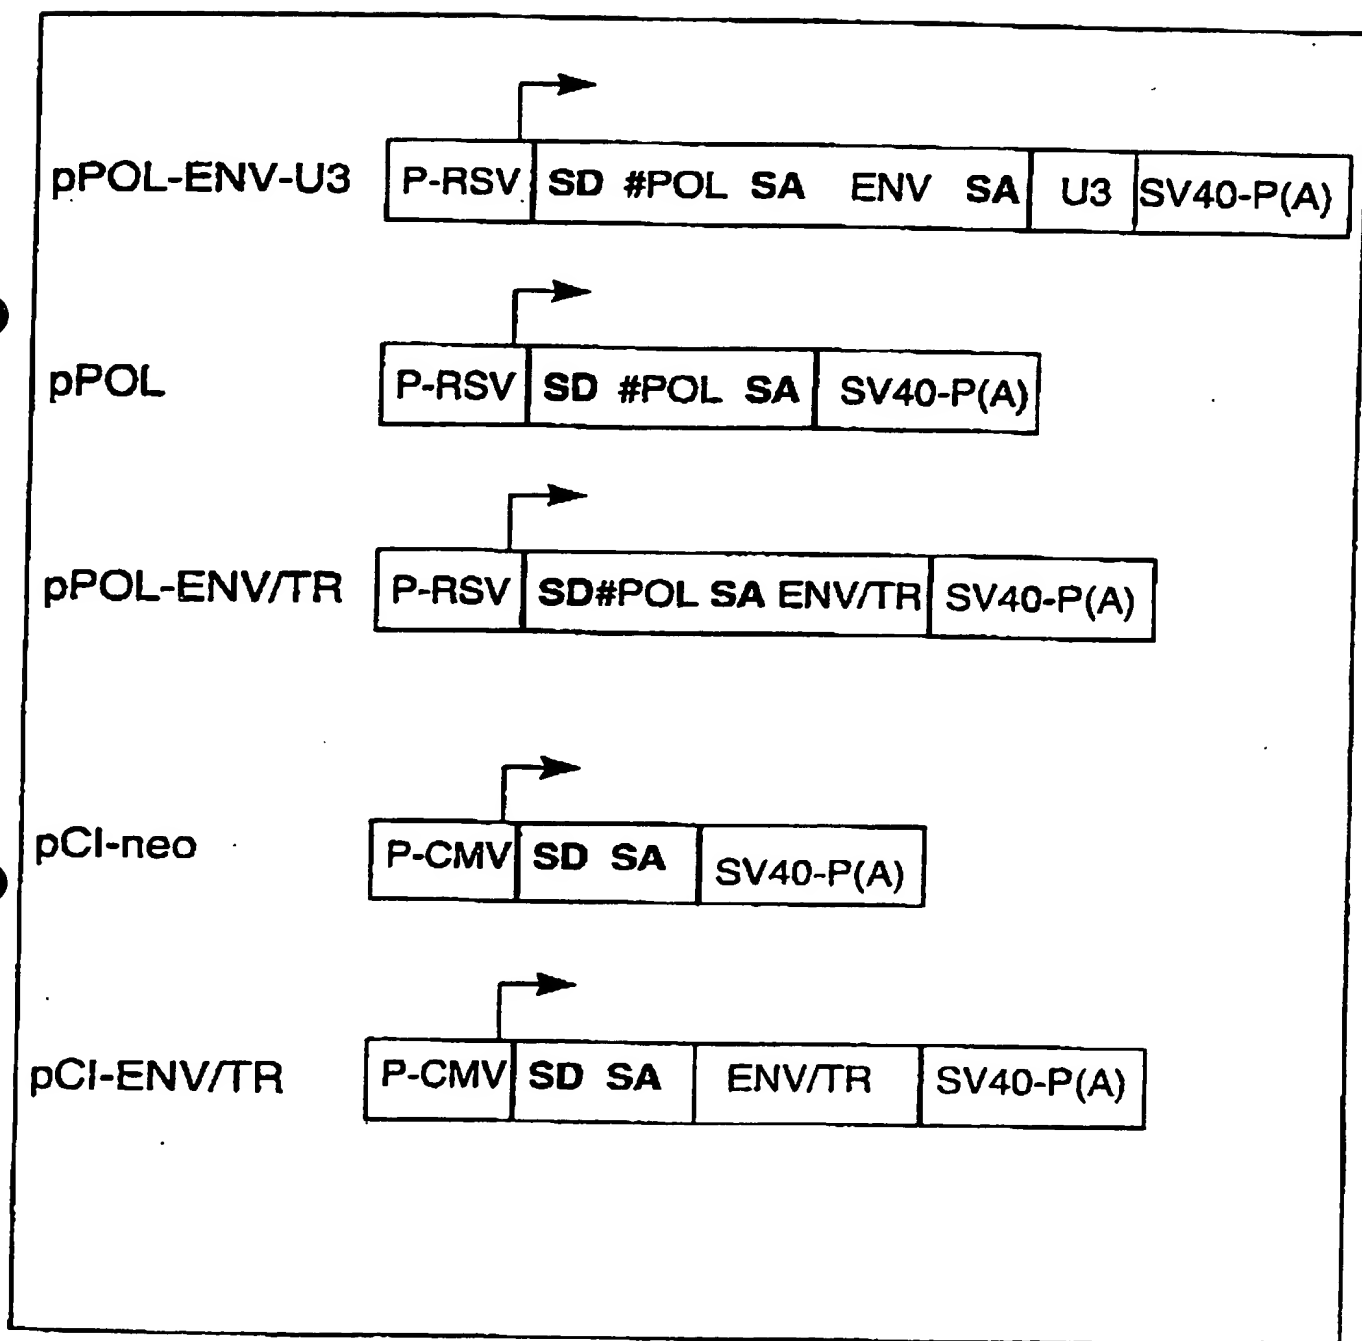 pPOL-ENV-U3 P-RSV SD #POL SA ENV SA U3 SV40-P(A)
pPOL P-RSV SD #POL SA SV40-P(A)
pPOL-ENV/TR P-RSV SD#POL SA ENV/TR SV40-P(A)
pCI-neo P-CMV SD SA SV40-P(A)
pCI-ENV/TR P-CMV SD SA ENV/TR SV40-P(A)